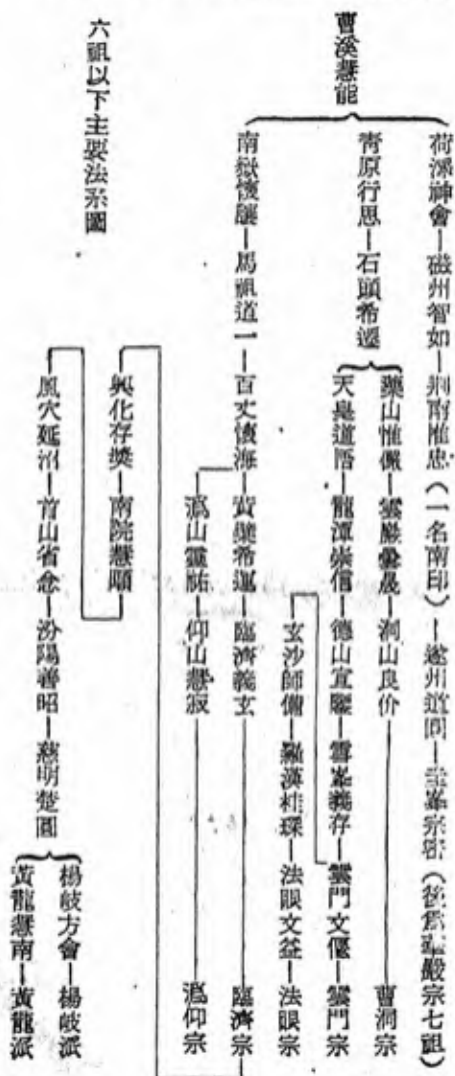 曹溪慧能
荷澤神會—磁州智如—荊南惟忠（一名南印）—遂州道圓—圭峯宗密（後爲華嚴宗七祖）
青原行思—石頭希遷
藥山惟儼—雲巖曇晟—洞山良价—曹洞宗
天皇道悟—龍潭崇信—德山宣鑒—雪峯義存—雲門文偃—雲門宗
玄沙師備—羅漢桂琛—法眼文益—法眼宗
南嶽懷讓—馬祖道一—百丈懷海—黃檗希運—臨濟義玄—臨濟宗
潙山靈祐—仰山慧寂—潙仰宗
興化存獎—南院慧顒
風穴延沼—首山省念—汾陽善昭—慈明楚圓
楊岐方會—楊岐派
黃龍慧南—黃龍派
六祖以下主要法系圖